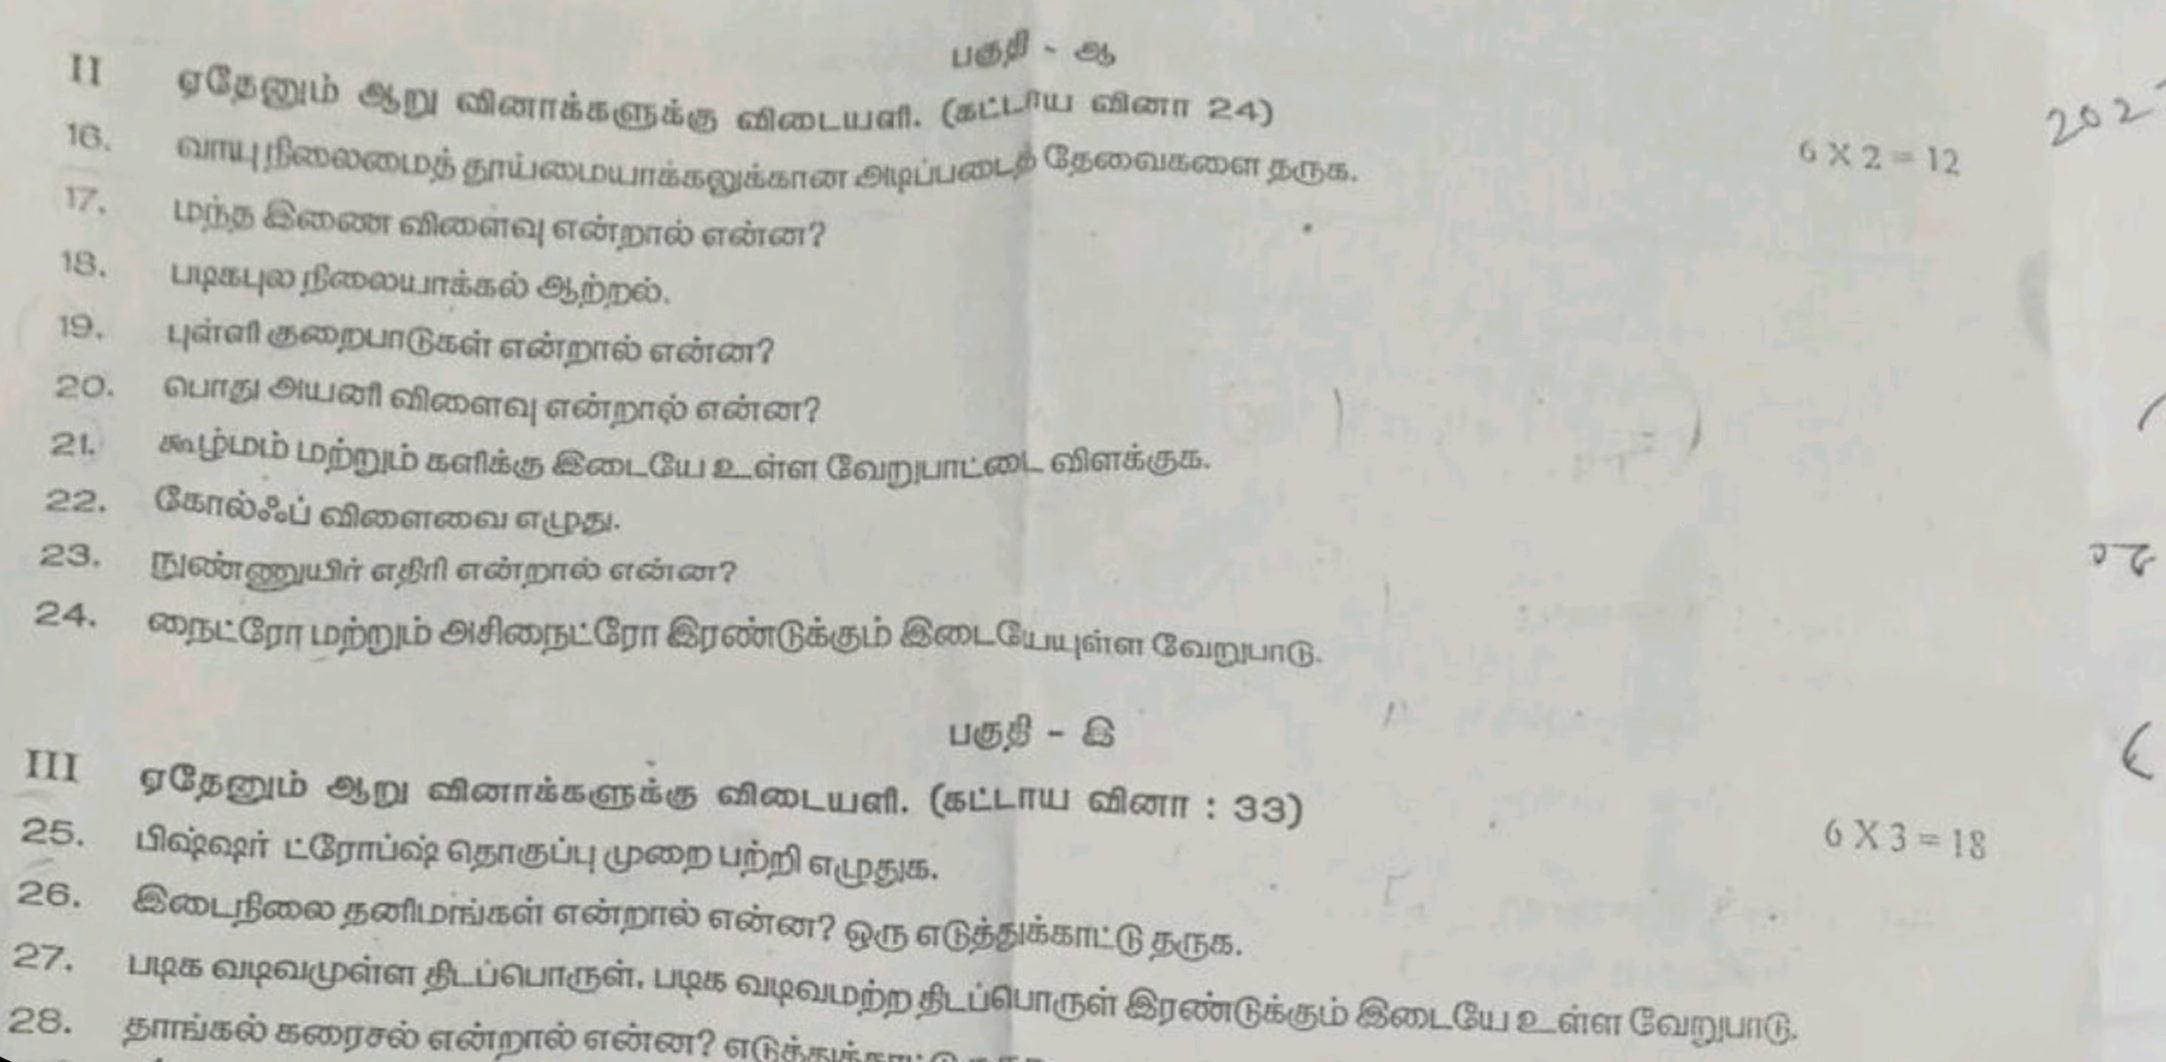 பகுதி - ஆ
II ஏதேனும் ஆறு வினாக்களுக்கு விடையளி. (கட்டாய வினா 24) 6 X 2 = 12
202
16. வாயு நிலைமைத் தூய்மையாக்கலுக்கான அடிப்படைத் தேவைகளை தருக.
17. மந்த இணை விளைவு என்றால் என்ன?
18. படிகபுல நிலையாக்கல் ஆற்றல்.
19. புள்ளி குறைபாடுகள் என்றால் என்ன?
20. பொது அயனி விளைவு என்றால் என்ன?
21. கூழ்மம் மற்றும் களிக்கு இடையே உள்ள வேறுபாட்டை விளக்குக.
22. கோல்ஃப் விளைவை எழுது.
23. நுண்ணுயிர் எதிரி என்றால் என்ன?
24. நைட்ரோ மற்றும் அசிநைட்ரோ இரண்டுக்கும் இடையேயுள்ள வேறுபாடு.
பகுதி - இ
III ஏதேனும் ஆறு வினாக்களுக்கு விடையளி. (கட்டாய வினா : 33) 6 X 3 = 18
25. பிஷ்ஷர் ட்ரோப்ஷ் தொகுப்பு முறை பற்றி எழுதுக.
26. இடைநிலை தனிமங்கள் என்றால் என்ன? ஒரு எடுத்துக்காட்டு தருக.
27. படிக வடிவமுள்ள திடப்பொருள், படிக வடிவமற்ற திடப்பொருள் இரண்டுக்கும் இடையே உள்ள வேறுபாடு.
28. தாங்கல் கரைசல் என்றால் என்ன?